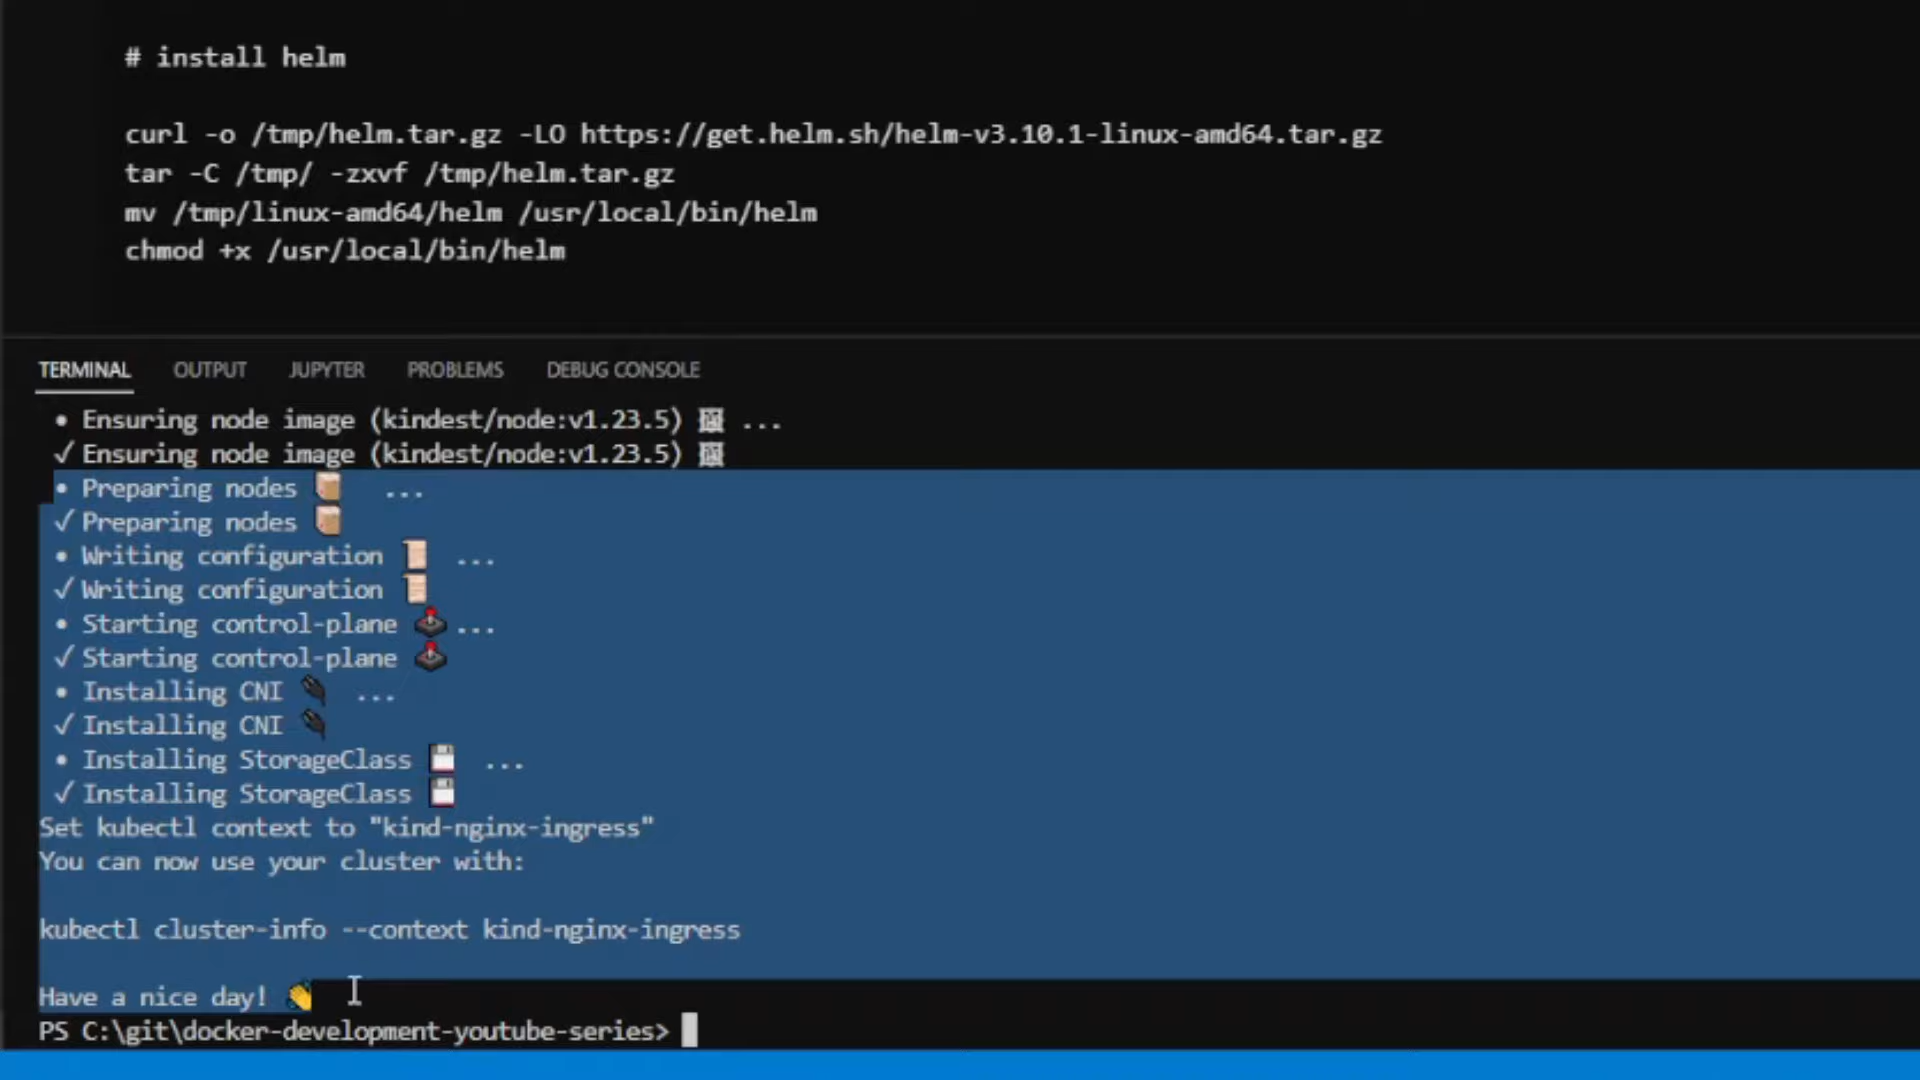 # install helm
curl -o /tmp/helm.tar.gz -LO https://get.helm.sh/helm-v3.10.1-linux-amd64.tar.gz
tar -C /tmp/ -zxvf /tmp/helm.tar.gz
mv /tmp/linux-amd64/helm /usr/local/bin/helm
chmod +x /usr/local/bin/helm
TERMINAL OUTPUT JUPYTER PROBLEMS DEBUG CONSOLE
• Ensuring node image (kindest/node:v1.23.5) 🖼 ...
✓ Ensuring node image (kindest/node:v1.23.5) 🖼
• Preparing nodes 📦 ...
✓ Preparing nodes 📦
• Writing configuration 📜 ...
✓ Writing configuration 📜
• Starting control-plane 🕹 ...
✓ Starting control-plane 🕹
• Installing CNI 🔌 ...
✓ Installing CNI 🔌
• Installing StorageClass 💾 ...
✓ Installing StorageClass 💾
Set kubectl context to "kind-nginx-ingress"
You can now use your cluster with:
kubectl cluster-info --context kind-nginx-ingress
Have a nice day! 👋
PS C:\git\docker-development-youtube-series>